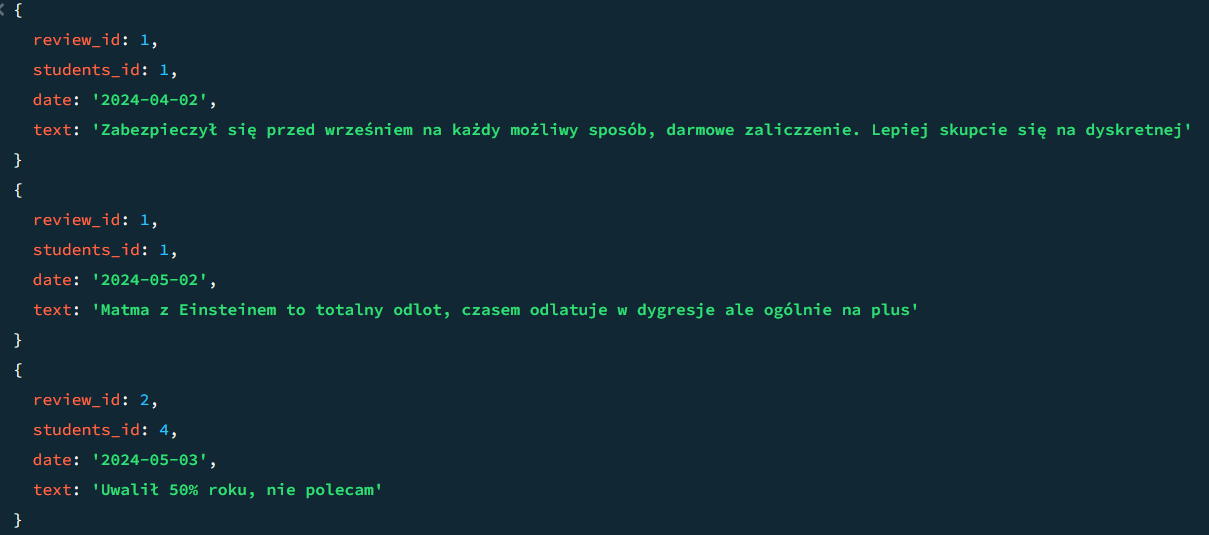 {
review_id: 1,
students_id: 1,
date: '2024-04-02',
text: 'Zabezpieczył się przed wrześniem na każdy możliwy sposób, darmowe zaliczzenie. Lepiej skupcie się na dyskretnej'
}
{
review_id: 1,
students_id: 1,
date: '2024-05-02',
text: 'Matma z Einsteinem to totalny odlot, czasem odlatuje w dygresje ale ogólnie na plus'
}
{
review_id: 2,
students_id: 4,
date: '2024-05-03',
text: 'Uwalił 50% roku, nie polecam'
}